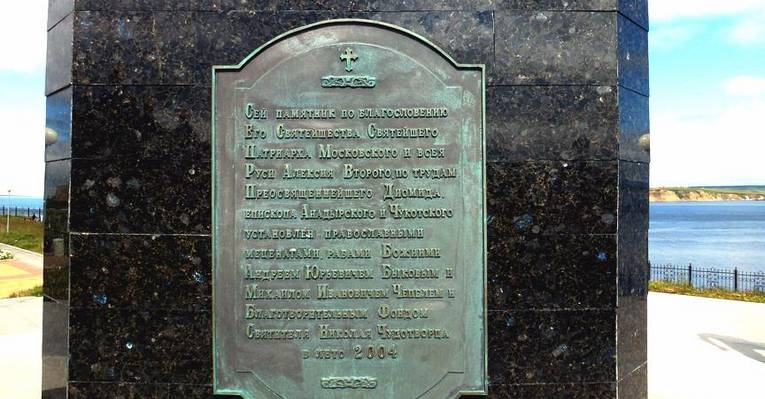 Сей памятник по благословению
Его Святейшества Святейшего
Патриарха Московского и всея
Руси Алексия Второго, по трудам
Преосвященнейшего Диомида,
епископа Анадырского и Чукотского
установлен православными
меценатами, рабами Божиими
Андреем Юрьевичем Быковым и
Михаилом Ивановичем Чепелем и
Благотворительным Фондом
Святителя Николая Чудотворца
в лето 2004